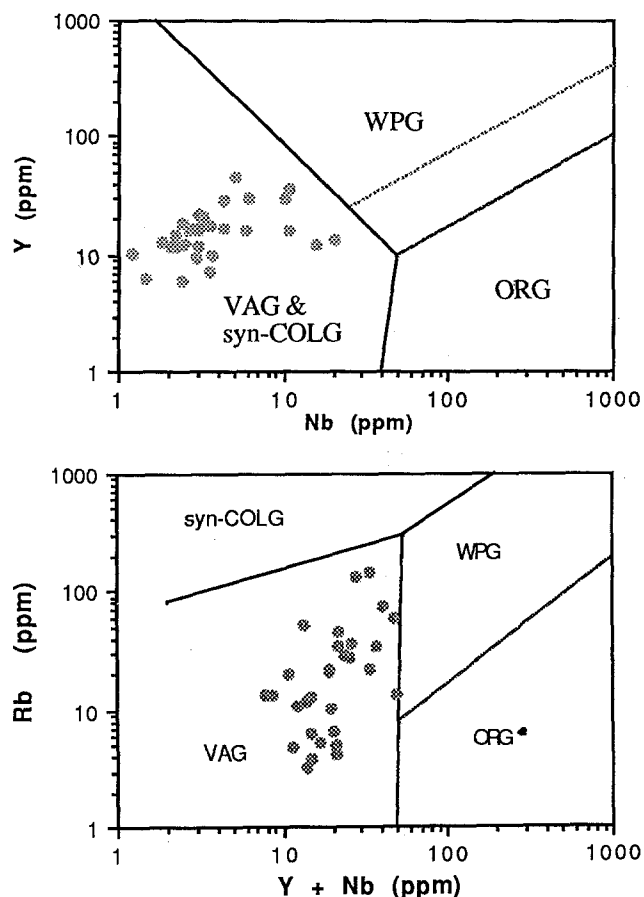 1000
100
10
1
Y (ppm)
WPG
ORG
VAG &
syn-COLG
1 10 100 1000
Nb (ppm)
1000
100
10
1
Rb (ppm)
syn-COLG
WPG
VAG
ORG
1 10 100 1000
Y + Nb (ppm)